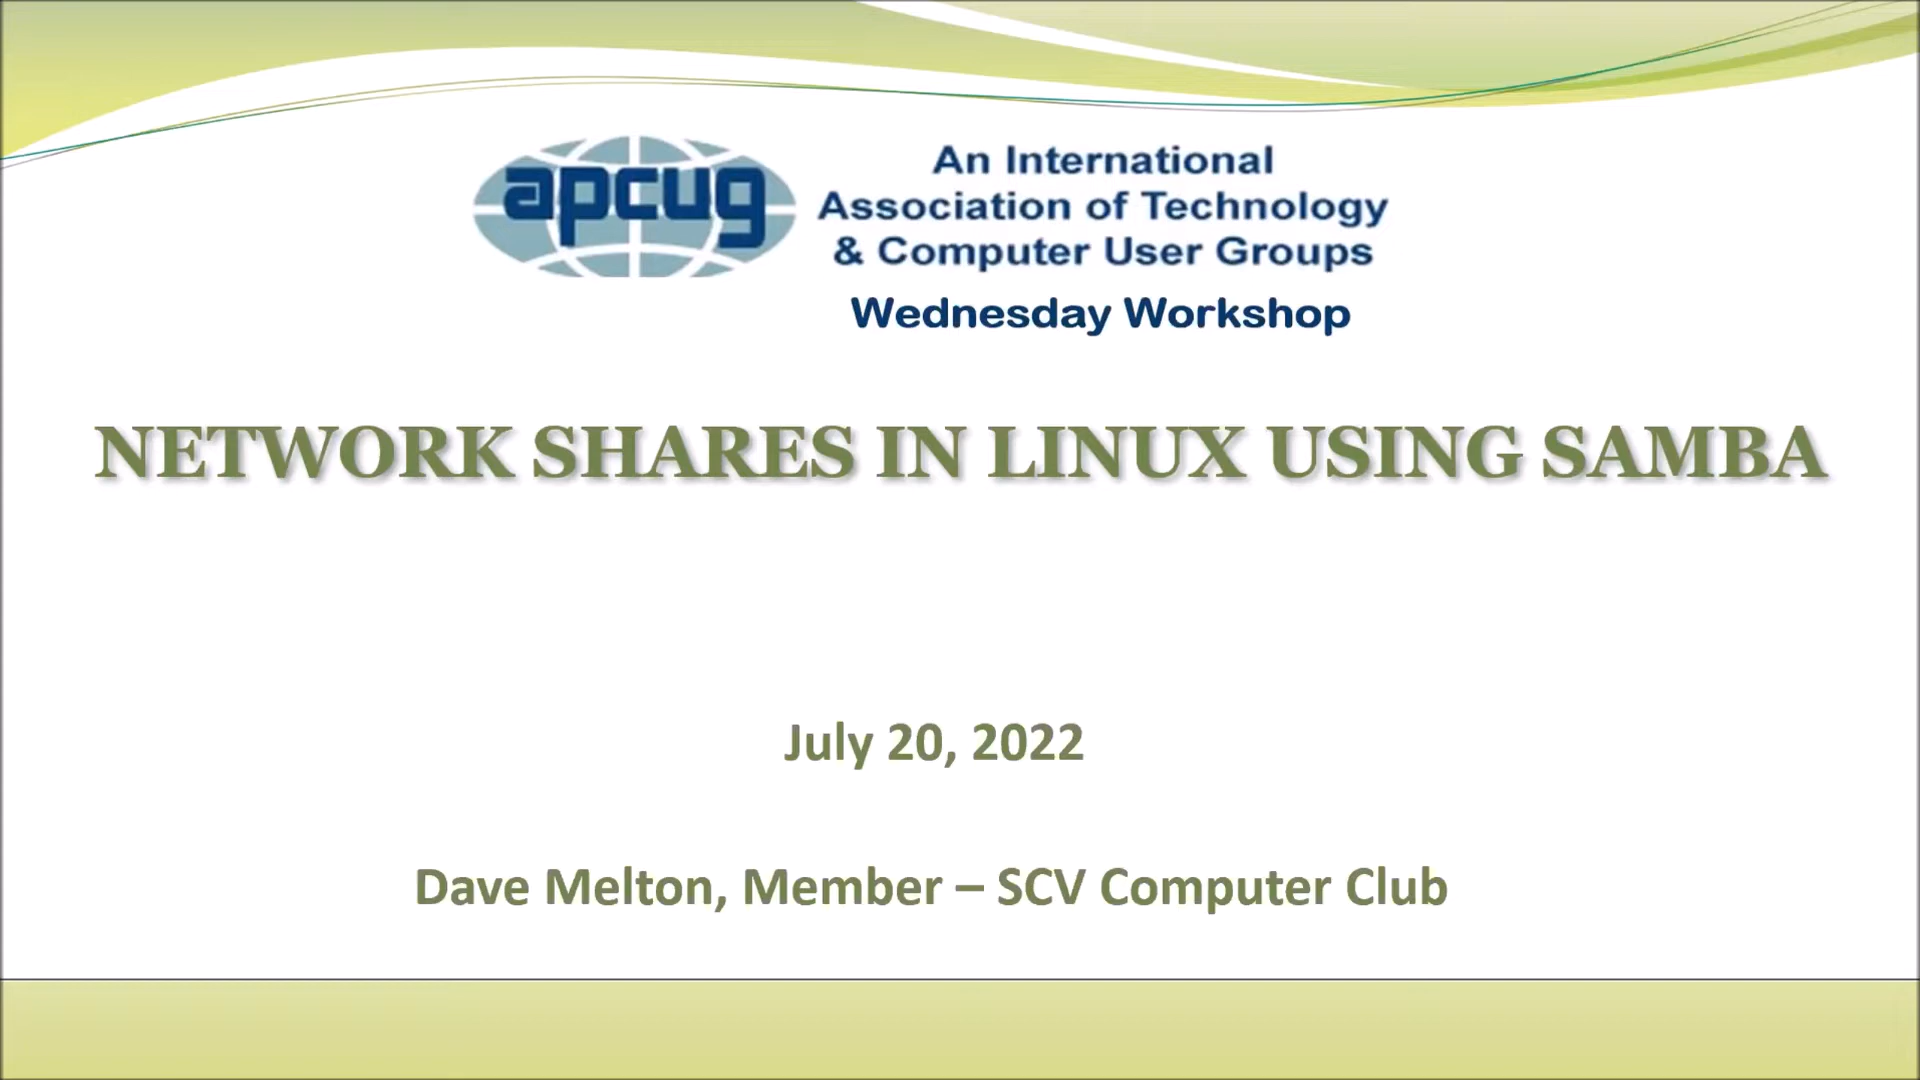 apcug
An International
Association of Technology
& Computer User Groups
Wednesday Workshop
NETWORK SHARES IN LINUX USING SAMBA
July 20, 2022
Dave Melton, Member – SCV Computer Club